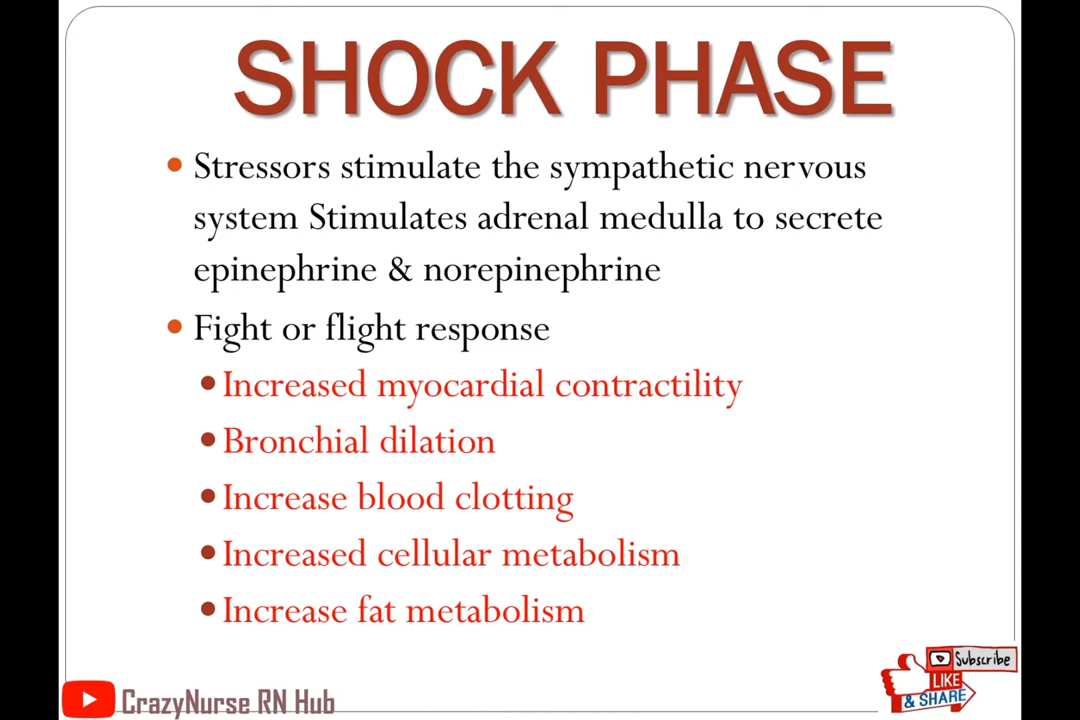 SHOCK PHASE
• Stressors stimulate the sympathetic nervous
system Stimulates adrenal medulla to secrete
epinephrine & norepinephrine
• Fight or flight response
• Increased myocardial contractility
• Bronchial dilation
• Increase blood clotting
• Increased cellular metabolism
• Increase fat metabolism
Subscribe
LIKE
& SHARE
CrazyNurse RN Hub